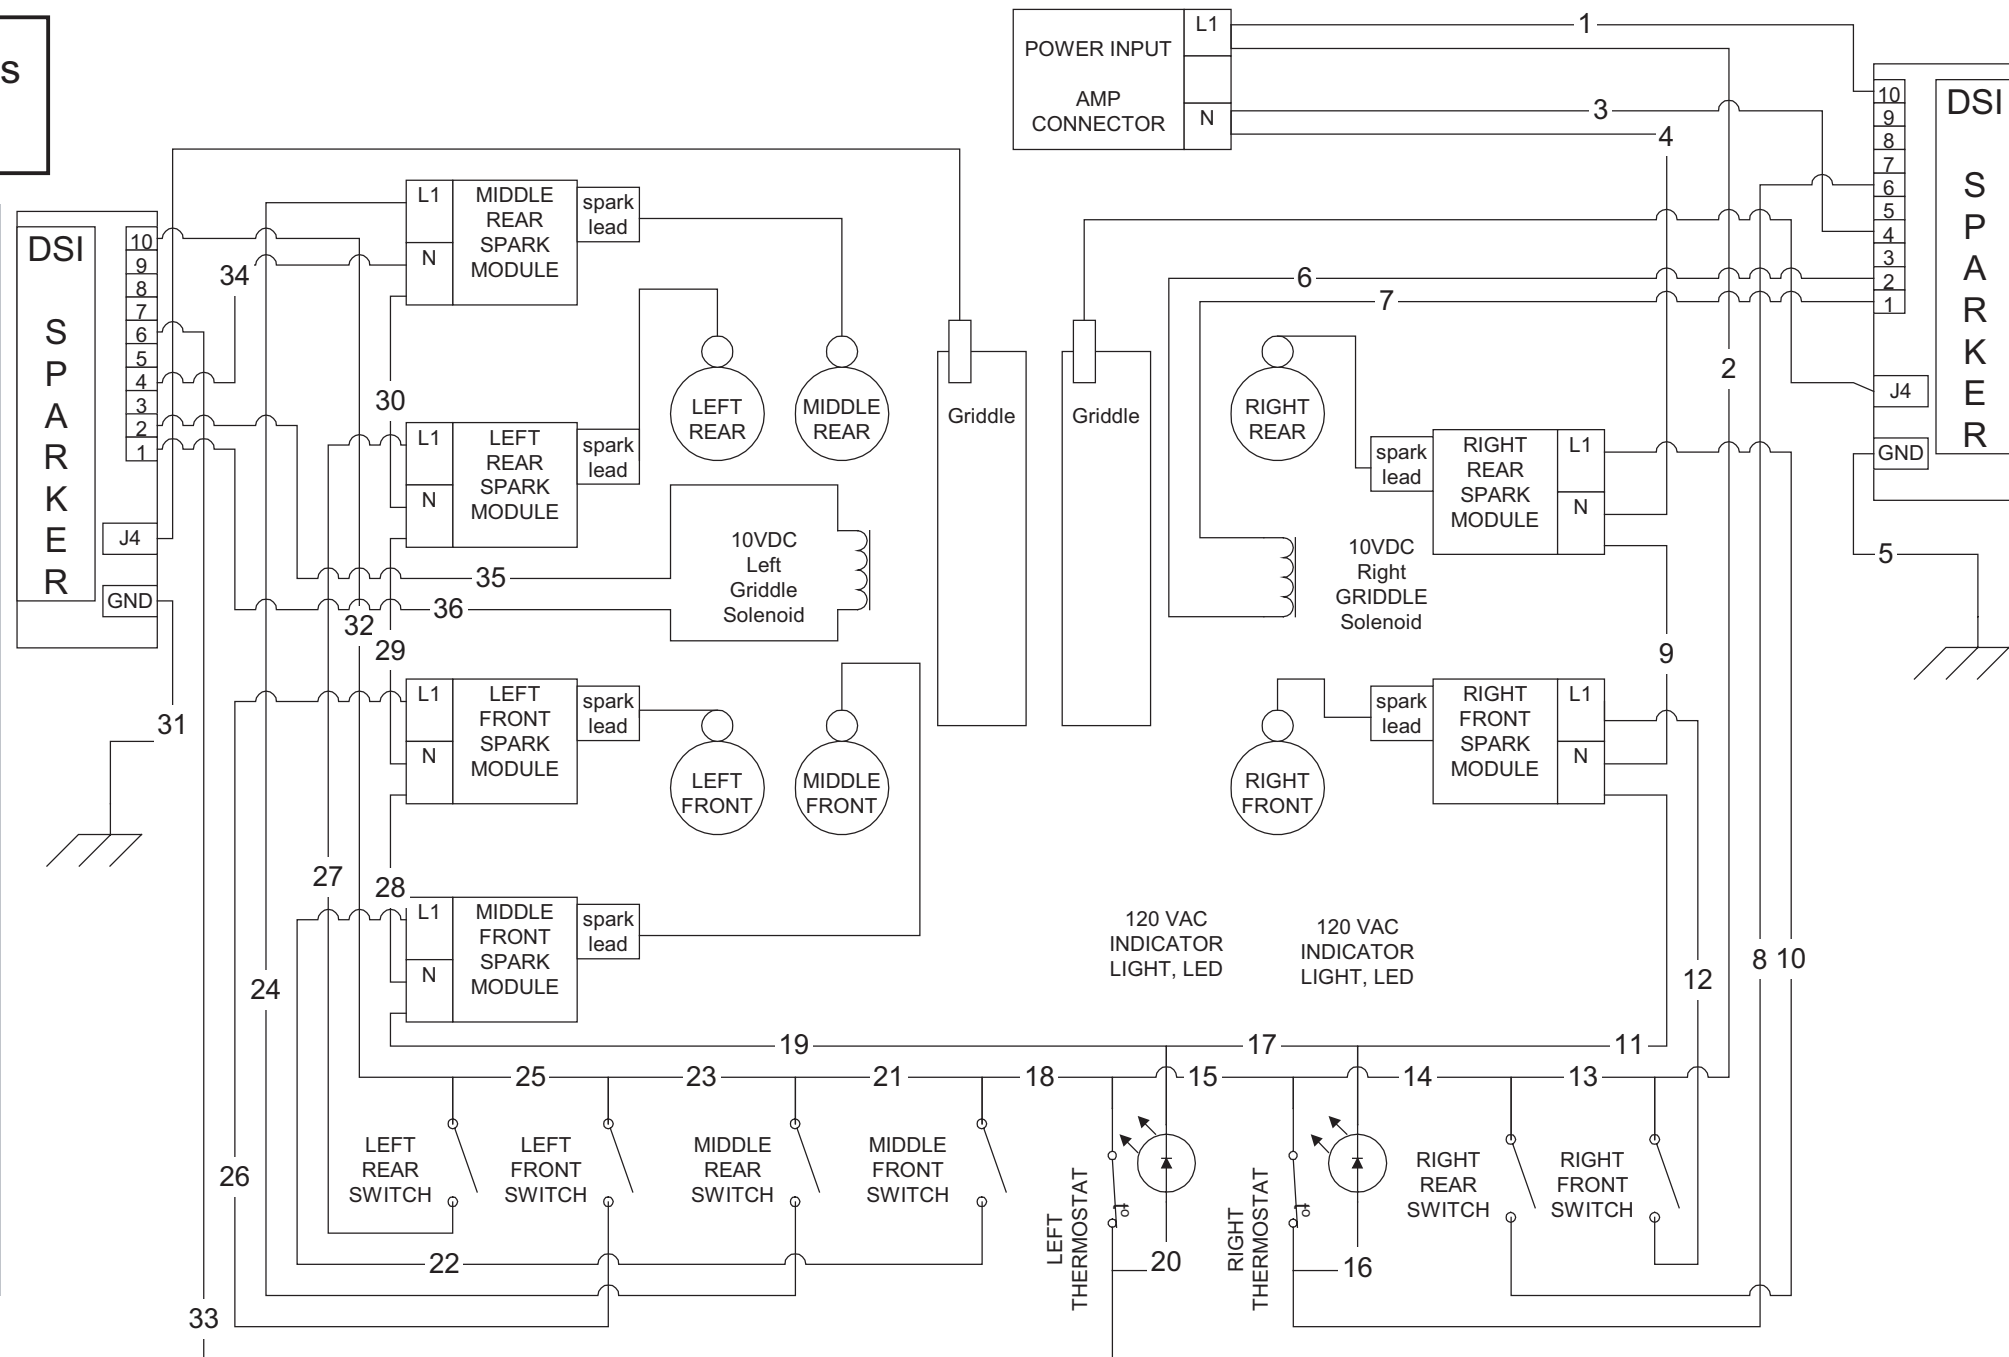 s
POWER INPUT
AMP
CONNECTOR
L1
N
1
2
3
4
DSI
SPARKER
10
9
8
7
6
5
4
3
2
1
J4
GND
5
6
7
DSI
SPARKER
10
9
8
7
6
5
4
3
2
1
J4
GND
34
31
L1
N
MIDDLE
REAR
SPARK
MODULE
spark
lead
30
L1
N
LEFT
REAR
SPARK
MODULE
spark
lead
LEFT
REAR
MIDDLE
REAR
Griddle
Griddle
RIGHT
REAR
spark
lead
RIGHT
REAR
SPARK
MODULE
L1
N
10VDC
Left
Griddle
Solenoid
35
36
32
29
10VDC
Right
GRIDDLE
Solenoid
9
L1
N
LEFT
FRONT
SPARK
MODULE
spark
lead
LEFT
FRONT
MIDDLE
FRONT
RIGHT
FRONT
spark
lead
RIGHT
FRONT
SPARK
MODULE
L1
N
27
28
L1
N
MIDDLE
FRONT
SPARK
MODULE
spark
lead
120 VAC
INDICATOR
LIGHT, LED
120 VAC
INDICATOR
LIGHT, LED
24
12
8
10
19
17
11
25
23
21
18
15
14
13
26
LEFT
REAR
SWITCH
LEFT
FRONT
SWITCH
MIDDLE
REAR
SWITCH
MIDDLE
FRONT
SWITCH
LEFT
THERMOSTAT
to
20
RIGHT
THERMOSTAT
to
16
RIGHT
REAR
SWITCH
RIGHT
FRONT
SWITCH
22
33